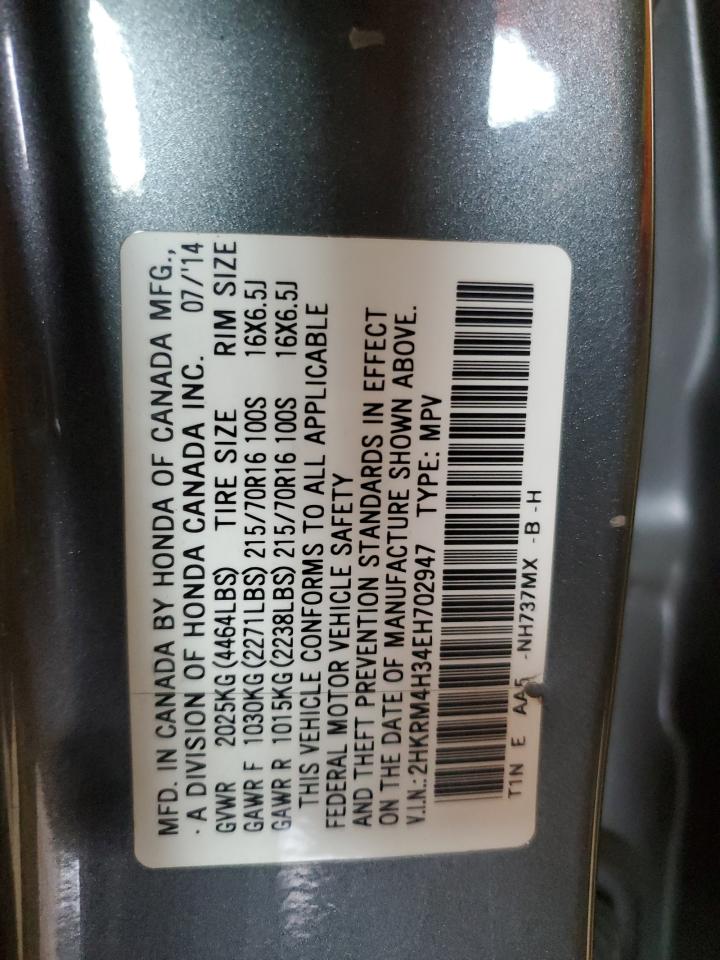 MFD. IN CANADA BY HONDA OF CANADA MFG.,
A DIVISION OF HONDA CANADA INC. 07/'14
GVWR 2025KG(4464LBS) TIRE SIZE RIM SIZE
GAWR F 1030KG(2271LBS) 215/70R16 100S 16X6.5J
GAWR R 1015KG(2238LBS) 215/70R16 100S 16X6.5J
THIS VEHICLE CONFORMS TO ALL APPLICABLE
FEDERAL MOTOR VEHICLE SAFETY
AND THEFT PREVENTION STANDARDS IN EFFECT
ON THE DATE OF MANUFACTURE SHOWN ABOVE.
V.I.N.:2HKRM4H34EH702947 TYPE: MPV
T1N E NH737MX -B -H